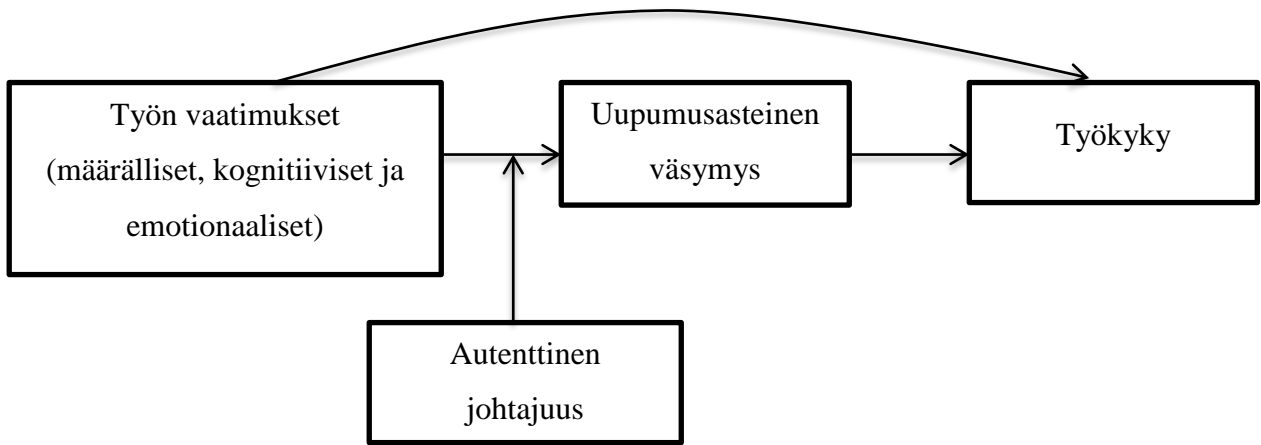 Työn vaatimukset
(määrälliset, kognitiiviset ja
emotionaaliset)
Uupumusasteinen
väsymys
Työkyky
Autenttinen
johtajuus